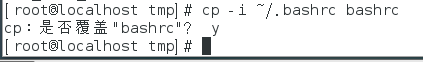 [root@localhost tmp]# cp -i ~/.bashrc bashrc
cp：是否覆盖"bashrc"？ y
[root@localhost tmp]#